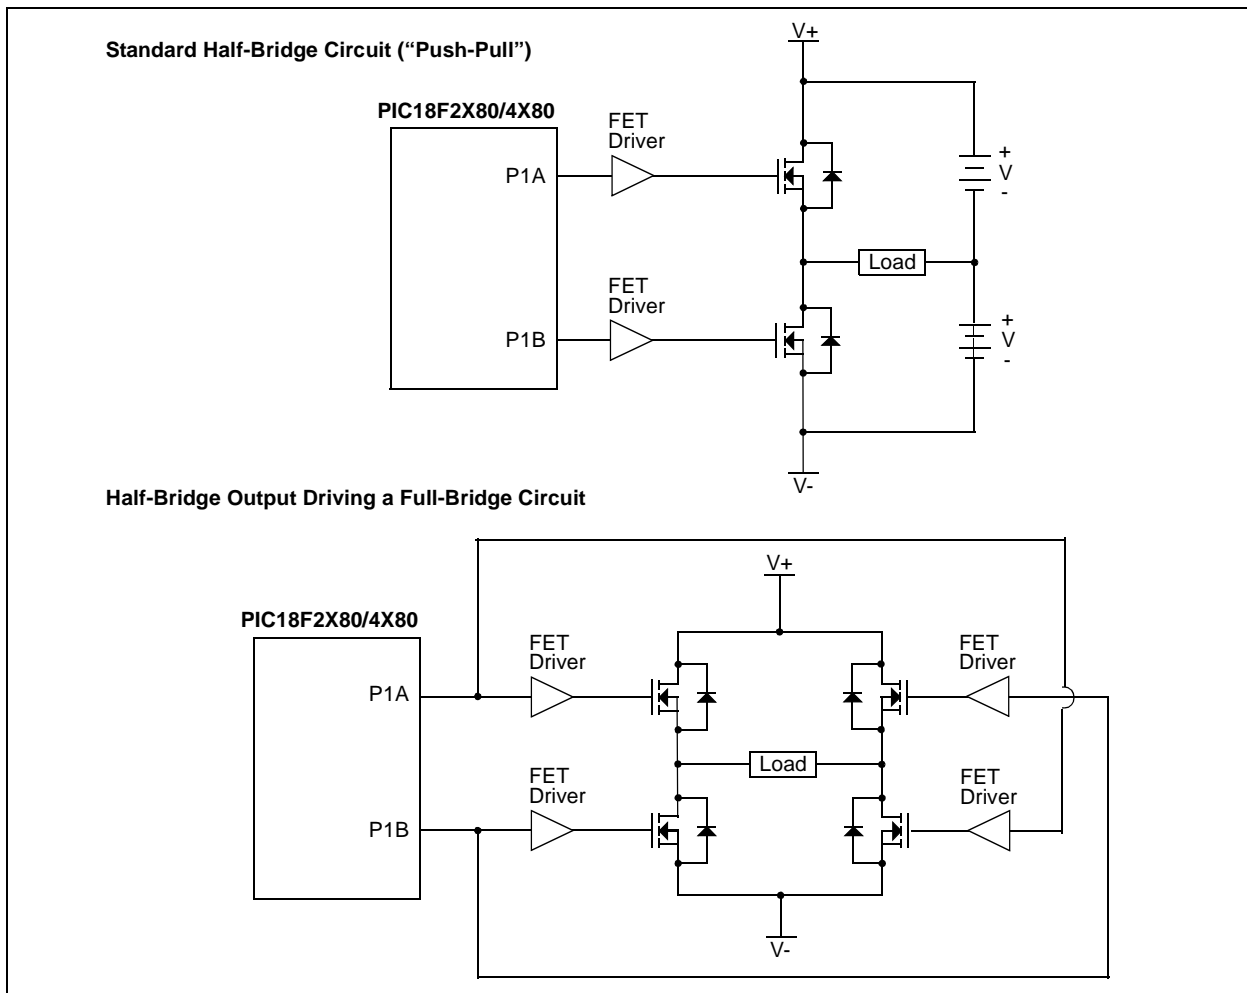 Standard Half-Bridge Circuit (“Push-Pull”)
V+
PIC18F2X80/4X80
FET
Driver
P1A
+
V
-
Load
FET
Driver
P1B
+
V
-
V-
Half-Bridge Output Driving a Full-Bridge Circuit
V+
PIC18F2X80/4X80
FET
Driver
FET
Driver
P1A
Load
FET
Driver
FET
Driver
P1B
V-